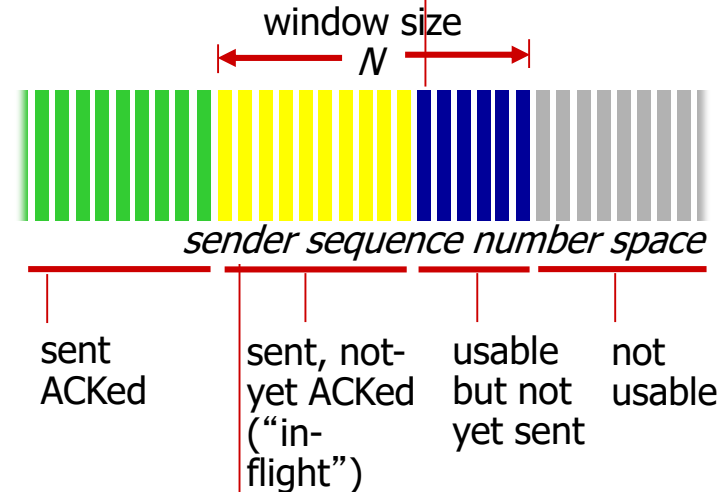 window size
N
sender sequence number space
sent
ACKed
sent, not-
yet ACKed
(“in-
flight”)
usable
but not
yet sent
not
usable